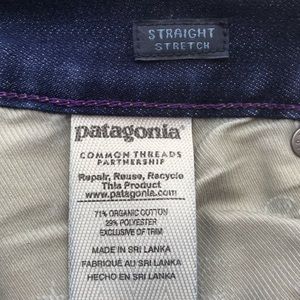 STRAIGHT
STRETCH
patagonia®
COMMON THREADS
PARTNERSHIP
Repair, Reuse, Recycle
This Product
www.patagonia.com
71% ORGANIC COTTON
29% POLYESTER
EXCLUSIVE OF TRIM
MADE IN SRI LANKA
FABRIQUÉ AU SRI LANKA
HECHO EN SRI LANKA